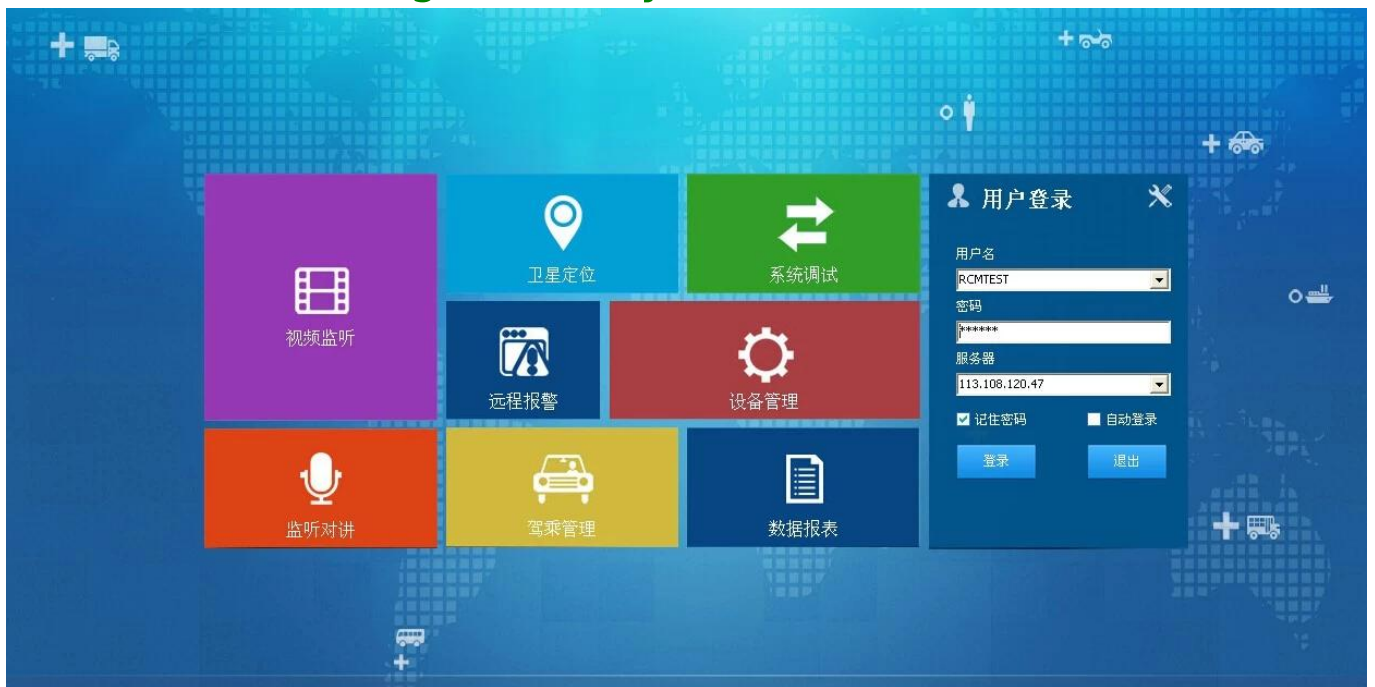 用户登录
卫星定位
系统调试
用户名
RCMTEST
密码
******
视频监听
服务器
113.108.120.47
远程报警
设备管理
记住密码
自动登录
登录
退出
监听对讲
驾乘管理
数据报表